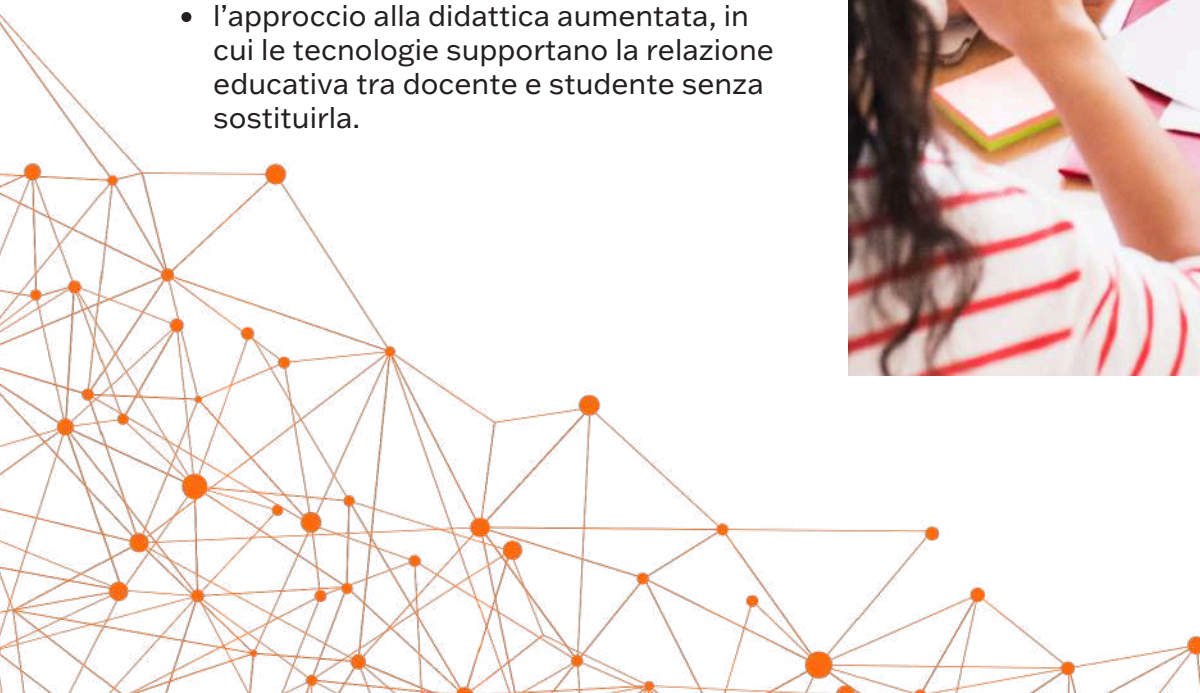 • l’approccio alla didattica aumentata, in
cui le tecnologie supportano la relazione
educativa tra docente e studente senza
sostituirla.